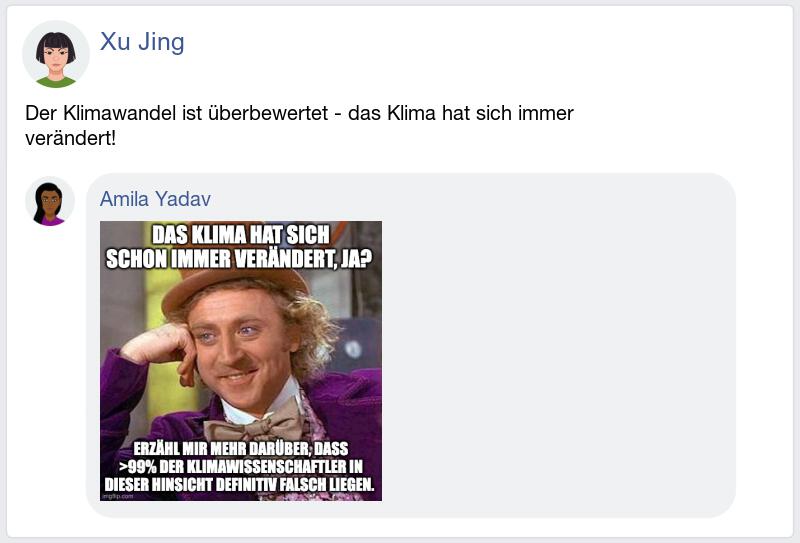 Xu Jing
Der Klimawandel ist überbewertet - das Klima hat sich immer
verändert!
Amila Yadav
DAS KLIMA HAT SICH
SCHON IMMER VERÄNDERT, JA?
ERZÄHL MIR MEHR DARÜBER, DASS
>99% DER KLIMAWISSENSCHAFTLER IN
DIESER HINSICHT DEFINITIV FALSCH LIEGEN.
imgflip.com